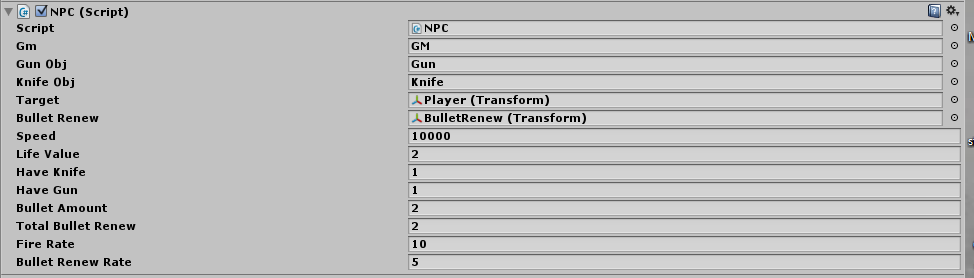 NPC (Script)
Script NPC
Gm GM
Gun Obj Gun
Knife Obj Knife
Target Player (Transform)
Bullet Renew BulletRenew (Transform)
Speed 10000
Life Value 2
Have Knife 1
Have Gun 1
Bullet Amount 2
Total Bullet Renew 2
Fire Rate 10
Bullet Renew Rate 5